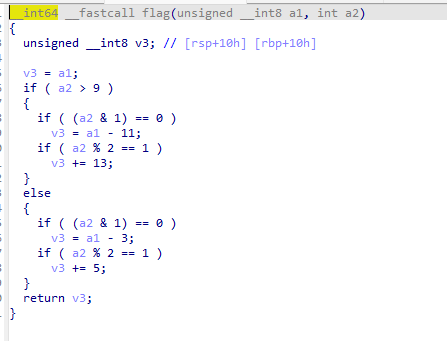 __int64 __fastcall flag(unsigned __int8 a1, int a2)
{
  unsigned __int8 v3; // [rsp+10h] [rbp+10h]

  v3 = a1;
  if ( a2 > 9 )
  {
    if ( (a2 & 1) == 0 )
      v3 = a1 - 11;
    if ( a2 % 2 == 1 )
      v3 += 13;
  }
  else
  {
    if ( (a2 & 1) == 0 )
      v3 = a1 - 3;
    if ( a2 % 2 == 1 )
      v3 += 5;
  }
  return v3;
}